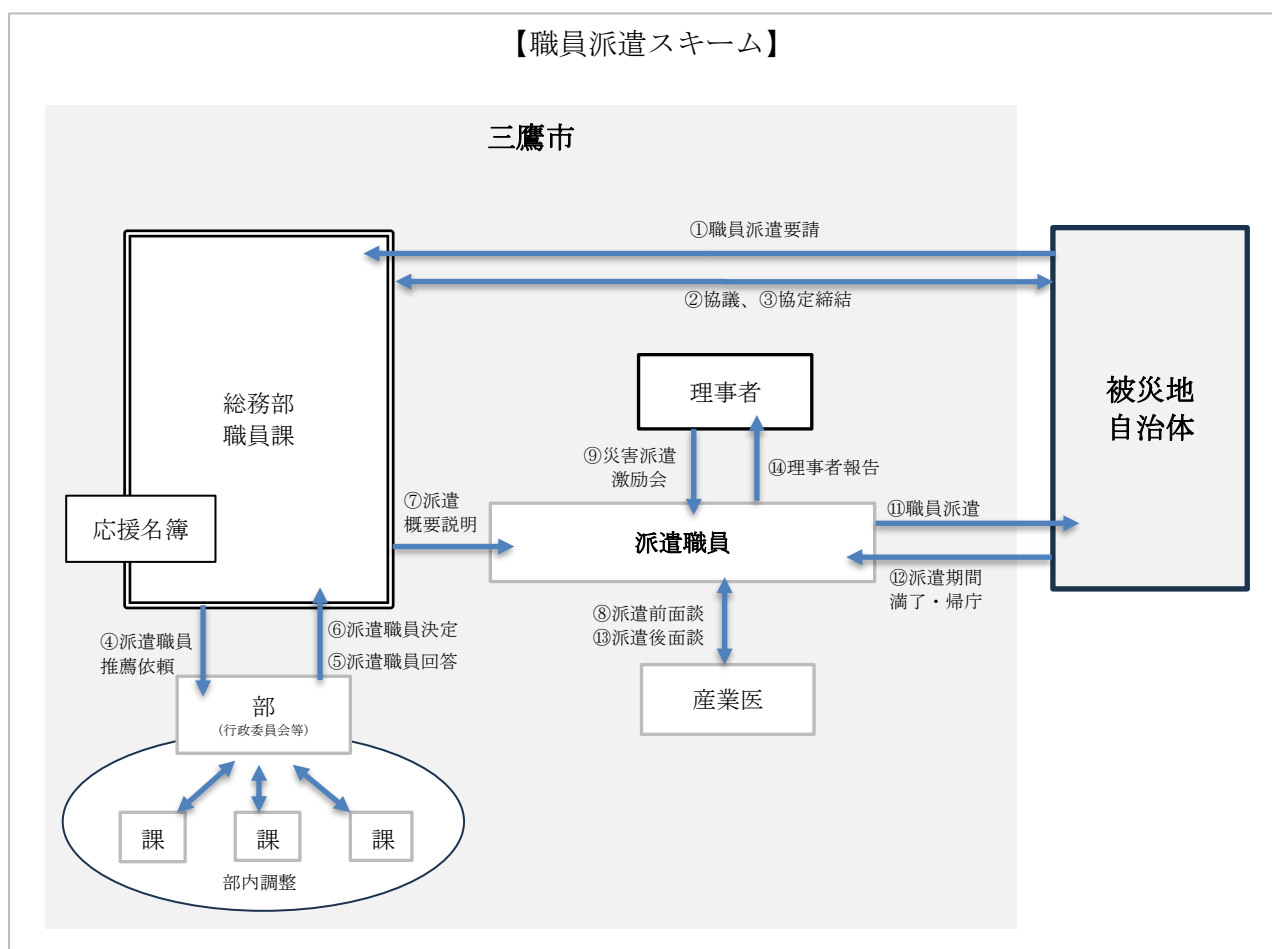 【職員派遣スキーム】
三鷹市
①職員派遣要請
②協議、③協定締結
総務部
職員課
応援名簿
理事者
被災地
自治体
⑨災害派遣
激励会
⑭理事者報告
⑦派遣
概要説明
派遣職員
⑪職員派遣
⑫派遣期間
満了・帰庁
⑧派遣前面談
⑬派遣後面談
産業医
④派遣職員
推薦依頼
⑥派遣職員決定
⑤派遣職員回答
部
(行政委員会等)
課
課
課
部内調整